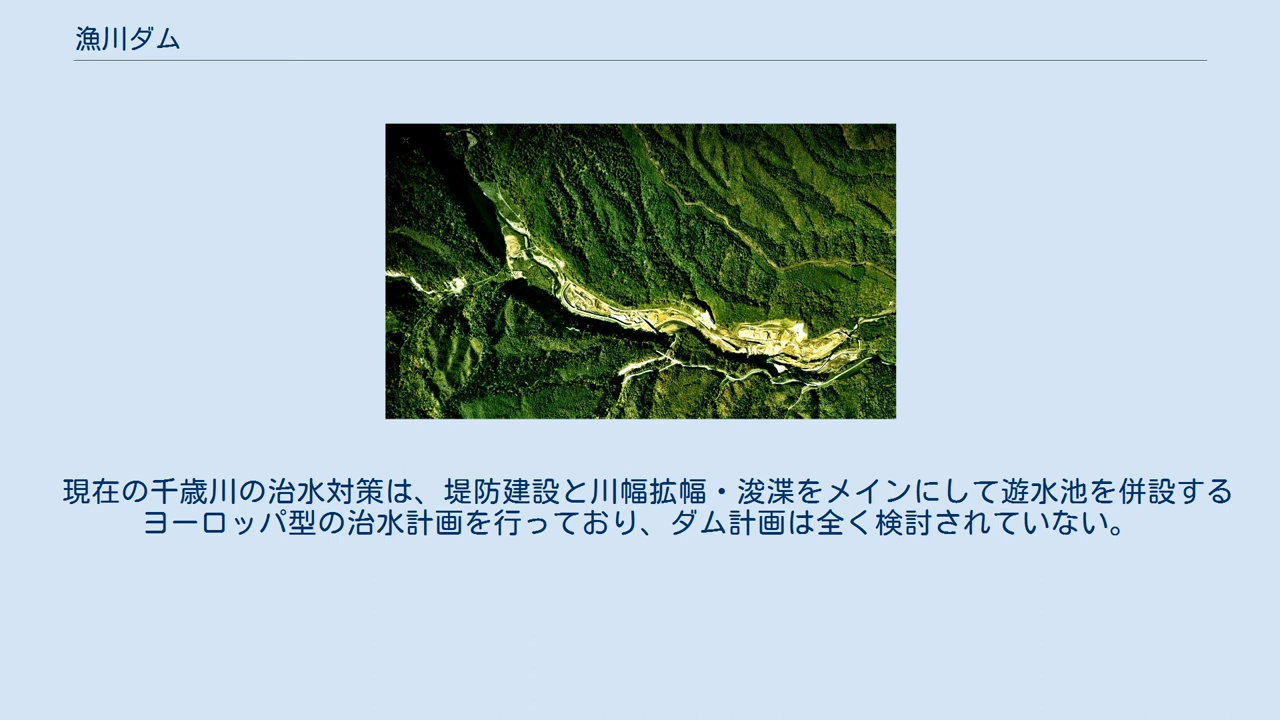 漁川ダム
現在の千歳川の治水対策は、堤防建設と川幅拡幅・浚渫をメインにして遊水池を併設する
ヨーロッパ型の治水計画を行っており、ダム計画は全く検討されていない。